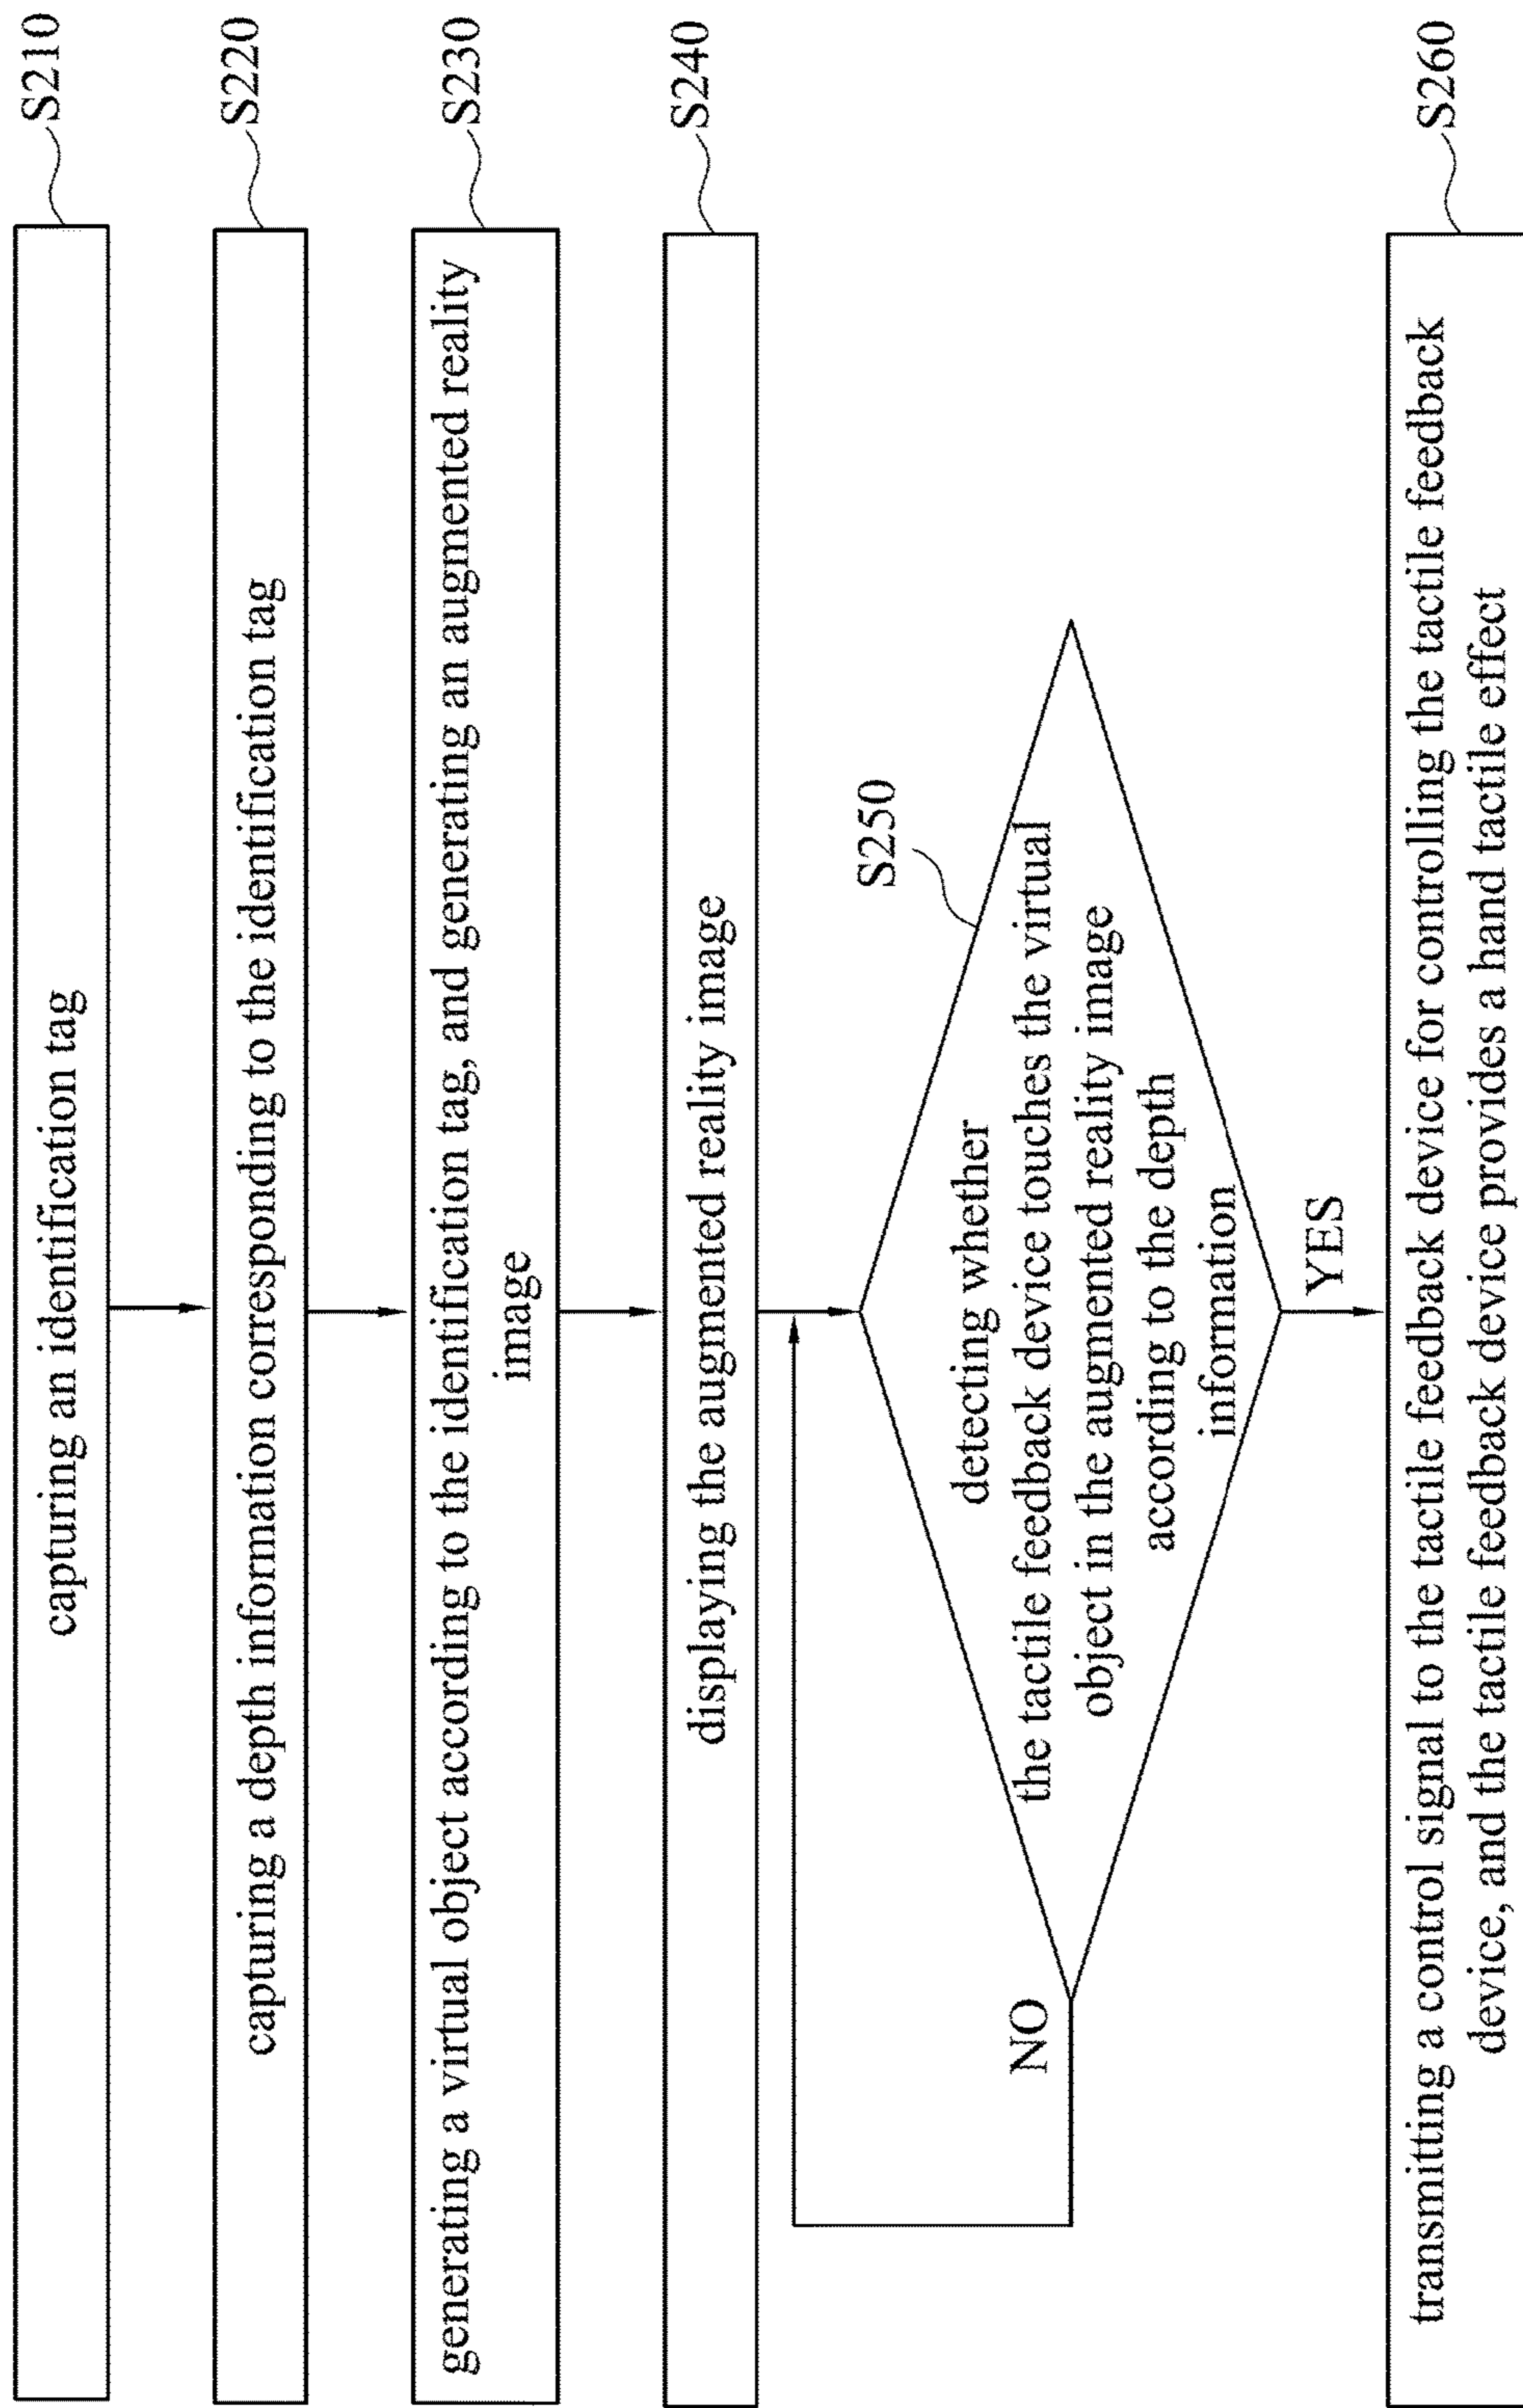 capturing an identification tag
S210
capturing a depth information corresponding to the identification tag
S220
generating a virtual object according to the identification tag, and generating an augmented reality
image
S230
displaying the augmented reality image
S240
detecting whether
the tactile feedback device touches the virtual
object in the augmented reality image
according to the depth
information
S250
NO
YES
transmitting a control signal to the tactile feedback device for controlling the tactile feedback
device, and the tactile feedback device provides a hand tactile effect
S260